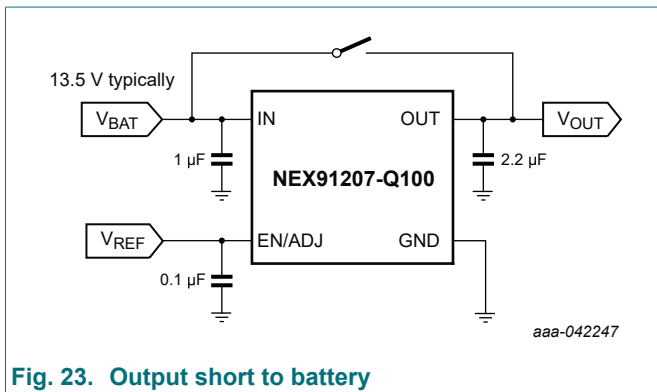 13.5 V typically
VBAT
IN
OUT
VOUT
1 µF
NEX91207-Q100
2.2 µF
VREF
EN/ADJ
GND
0.1 µF
aaa-042247
Fig. 23. Output short to battery